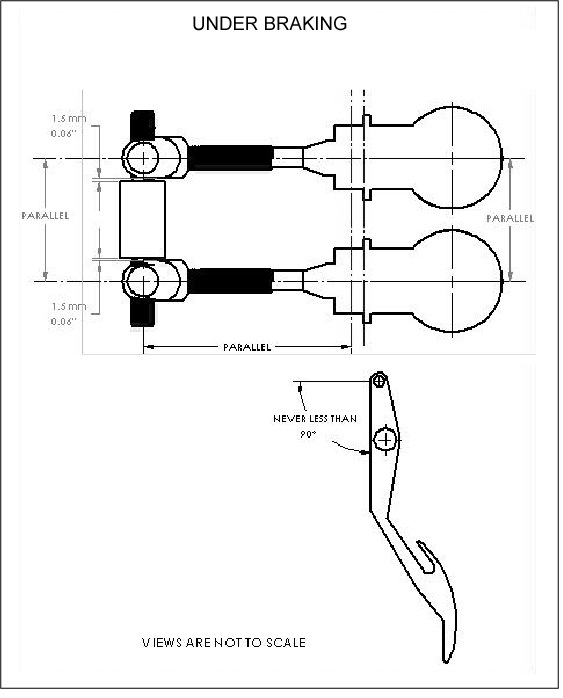 UNDER BRAKING
1.5 mm
0.06"
PARALLEL
PARALLEL
1.5 mm
0.06"
PARALLEL
NEVER LESS THAN
90°
VIEWS ARE NOT TO SCALE